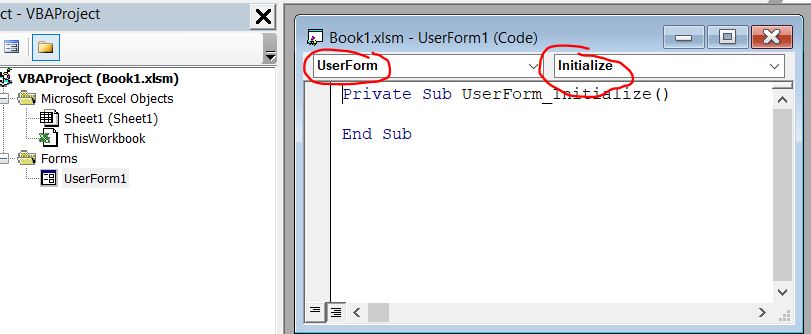 ct - VBAProject
VBAProject (Book1.xlsm)
Microsoft Excel Objects
Sheet1 (Sheet1)
ThisWorkbook
Forms
UserForm1
Book1.xlsm - UserForm1 (Code)
UserForm
Initialize
Private Sub UserForm_Initialize()
End Sub